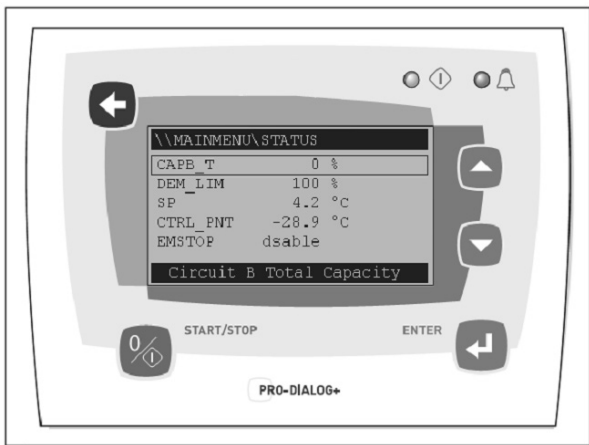 \\MAINMENU\STATUS
CAPB_T 0 %
DEM_LIM 100 %
SP 4.2 °C
CTRL_PNT -28.9 °C
EMSTOP dsable
Circuit B Total Capacity
START/STOP
ENTER
0/
PRO-DIALOG+